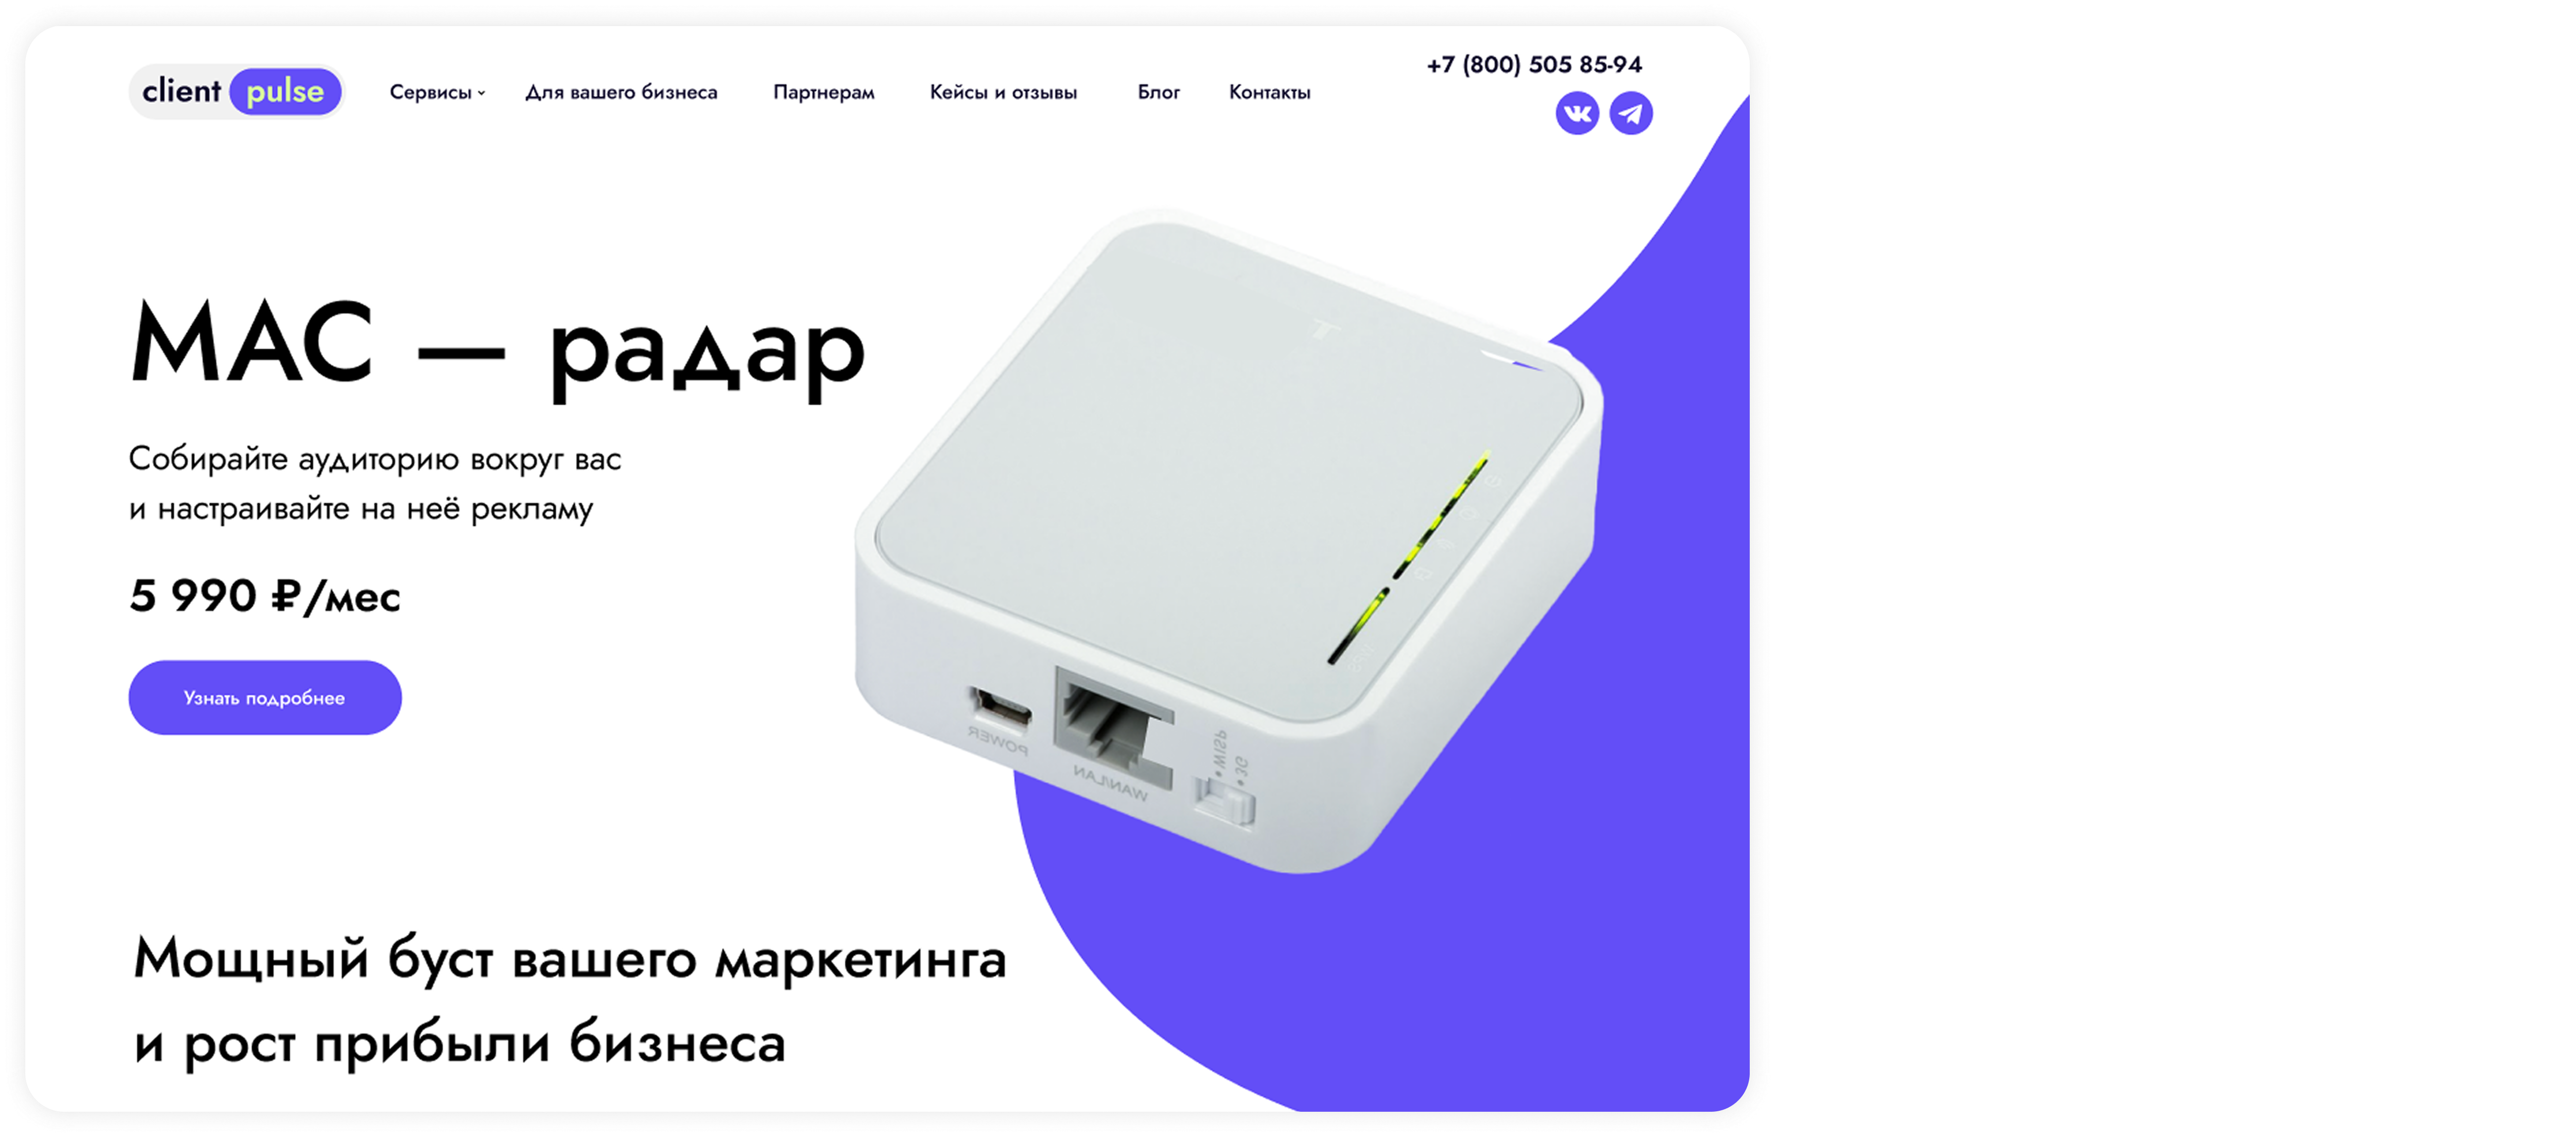 client pulse
Сервисы
Для вашего бизнеса
Партнерам
Кейсы и отзывы
Блог
Контакты
+7 (800) 505 85-94
МАС — радар
Собирайте аудиторию вокруг вас
и настраивайте на неё рекламу
5 990 ₽/мес
Узнать подробнее
POWER
WAN/LAN
WISP
3G
Мощный буст вашего маркетинга
и рост прибыли бизнеса